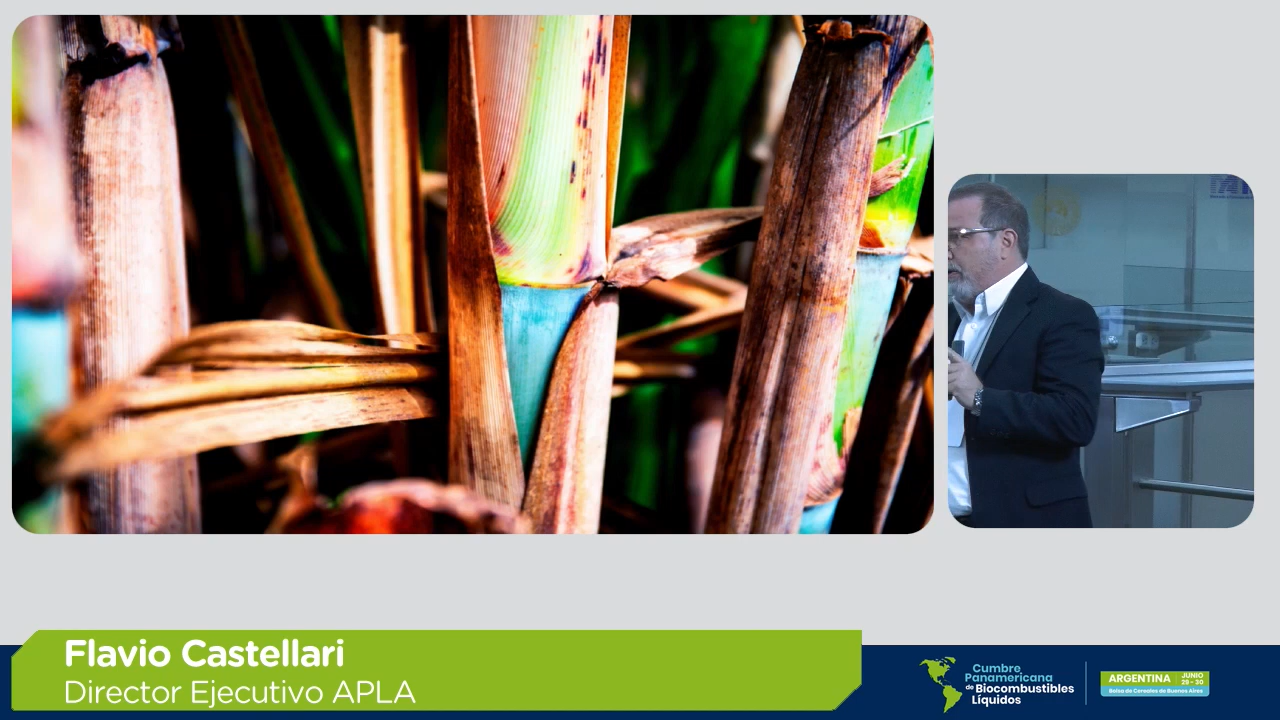 Flavio Castellari
Director Ejecutivo APLA
Cumbre
Panamericana
de Biocombustibles
Líquidos
ARGENTINA
JUNIO
29 - 30
Bolsa de Cereales de Buenos Aires